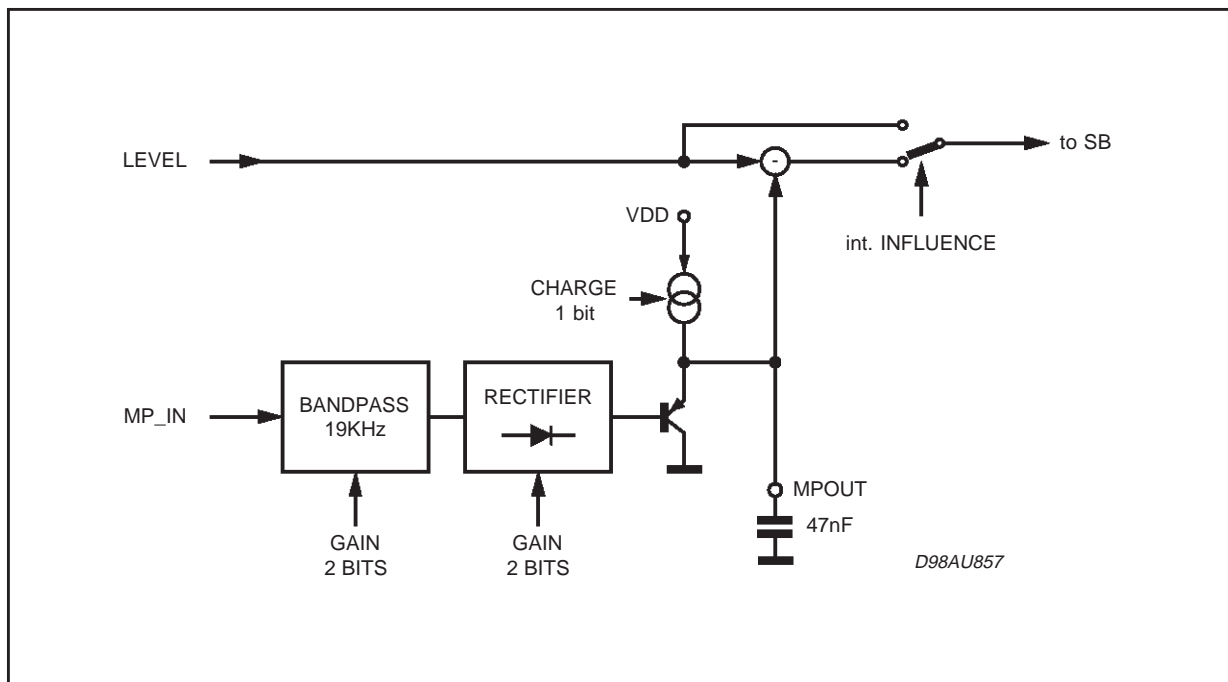 LEVEL
-
to SB
VDD
int. INFLUENCE
CHARGE
1 bit
MP_IN
BANDPASS
19KHz
RECTIFIER
MPOUT
47nF
GAIN
2 BITS
GAIN
2 BITS
D98AU857